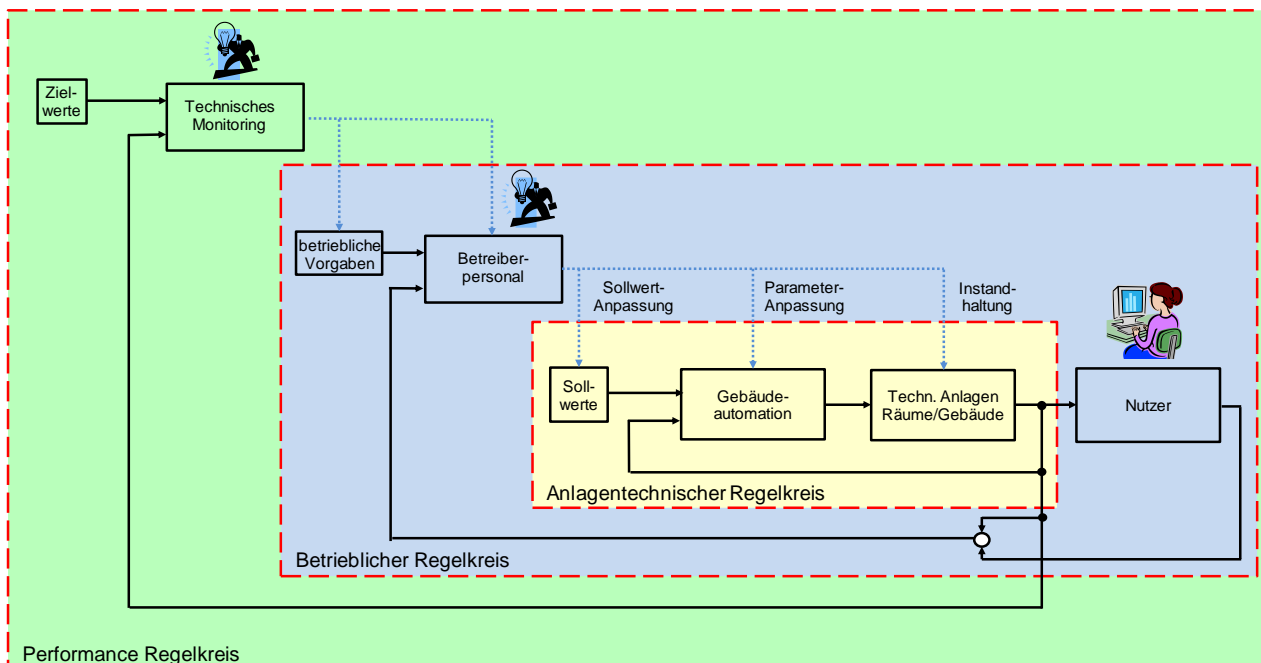 Ziel-
werte
Technisches
Monitoring
betriebliche
Vorgaben
Betreiber-
personal
Sollwert-
Anpassung
Parameter-
Anpassung
Instand-
haltung
Soll-
werte
Gebäude-
automation
Techn. Anlagen
Räume/Gebäude
Nutzer
Anlagentechnischer Regelkreis
Betrieblicher Regelkreis
Performance Regelkreis